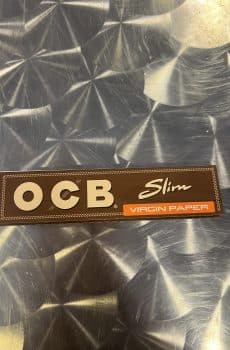 OCB® Slim
VIRGIN PAPER